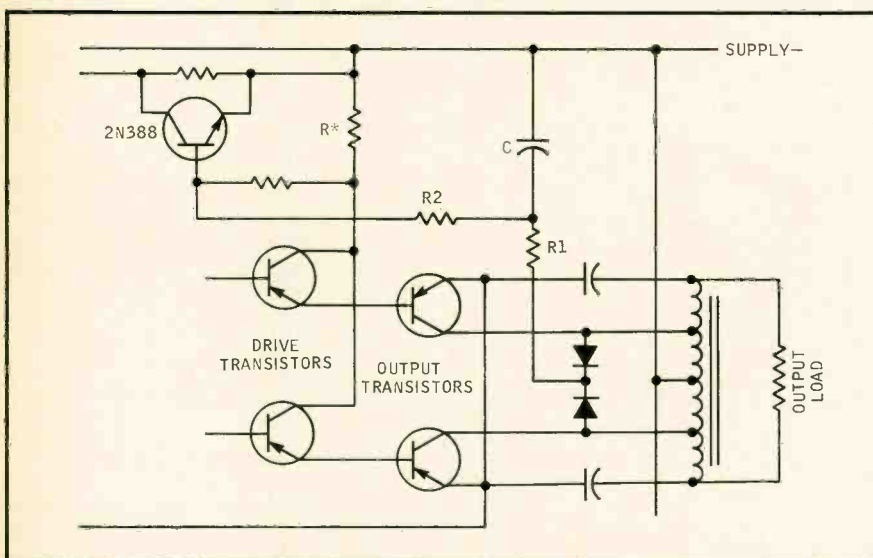 SUPPLY–
2N388
R*
C
R2
R1
DRIVE
TRANSISTORS
OUTPUT
TRANSISTORS
OUTPUT
LOAD